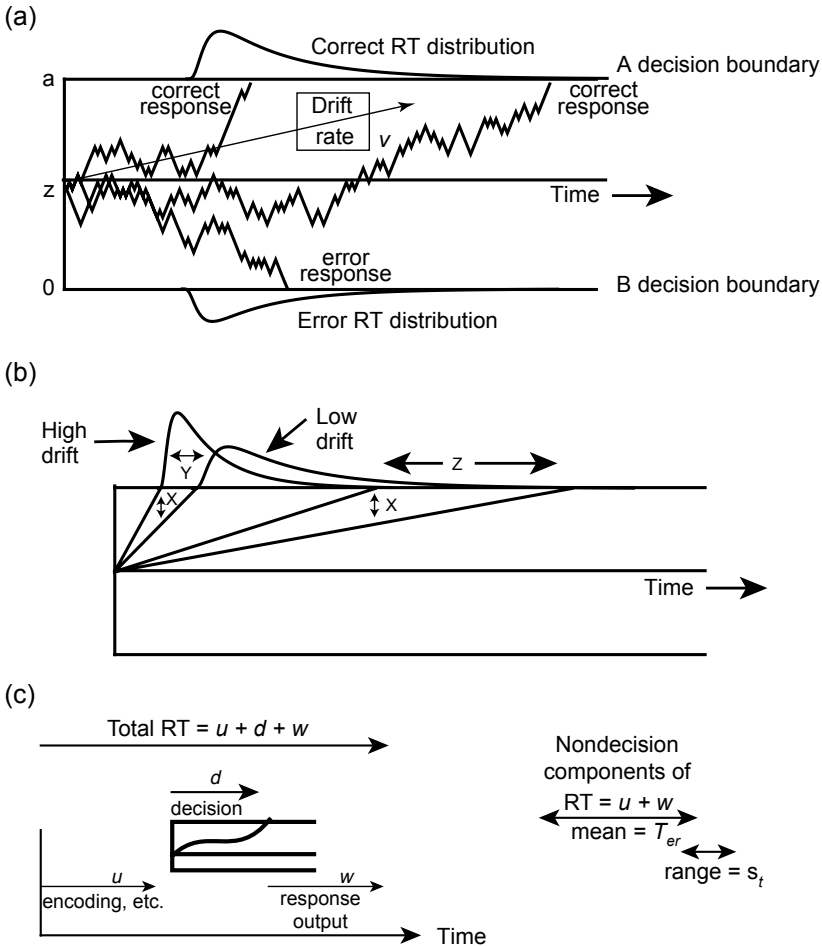 (a)
Correct RT distribution
A decision boundary
a
correct
response
Drift
rate
v
correct
response
z
Time
error
response
0
B decision boundary
Error RT distribution
(b)
High
drift
Low
drift
Y
Z
X
X
Time
(c)
Total RT = u + d + w
d
decision
u
encoding, etc.
w
response
output
Time
Nondecision
components of
RT = u + w
mean = Ter
range = st